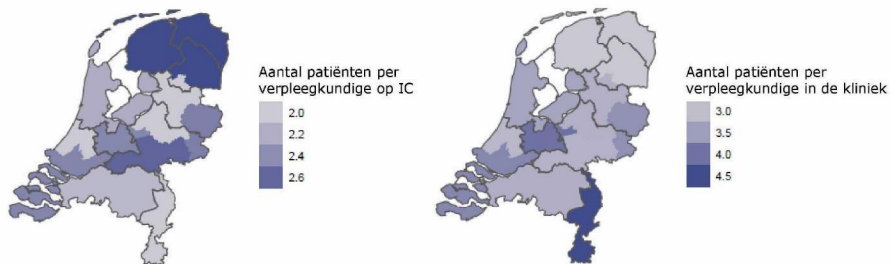 Aantal patiënten per
verpleegkundige op IC
2.0
2.2
2.4
2.6
Aantal patiënten per
verpleegkundige in de kliniek
3.0
3.5
4.0
4.5